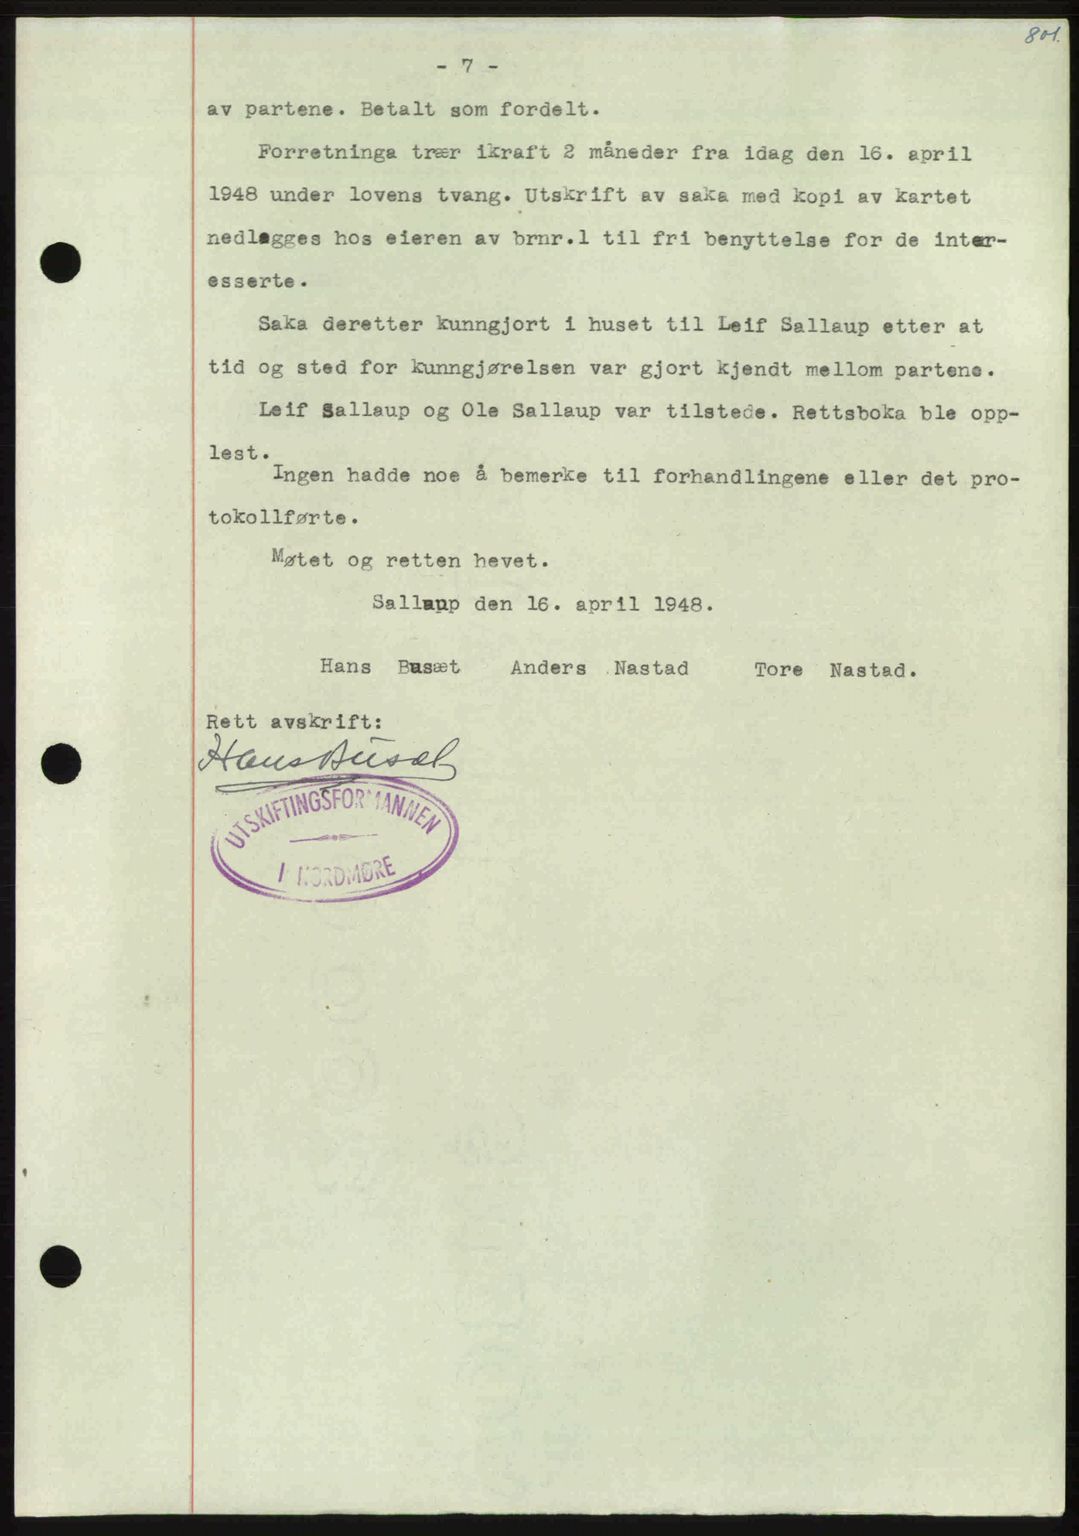 801.
- 7 -
av partene. Betalt som fordelt.
Forretninga trær ikraft 2 måneder fra idag den 16. april
1948 under lovens tvang. Utskrift av saka med kopi av kartet
nedlegges hos eieren av brnr.1 til fri benyttelse for de inter-
esserte.
Saka deretter kunngjort i huset til Leif Sallaup etter at
tid og sted for kunngjørelsen var gjort kjendt mellom partene.
Leif Sallaup og Ole Sallaup var tilstede. Rettsboka ble opp-
lest.
Ingen hadde noe å bemerke til forhandlingene eller det pro-
tokollførte.
Møtet og retten hevet.
Sallaup den 16. april 1948.
Hans Busæt Anders Nastad Tore Nastad.
Rett avskrift:
Hans Busæt
UTSKIFTINGSFORMANNEN
I NORDMØRE